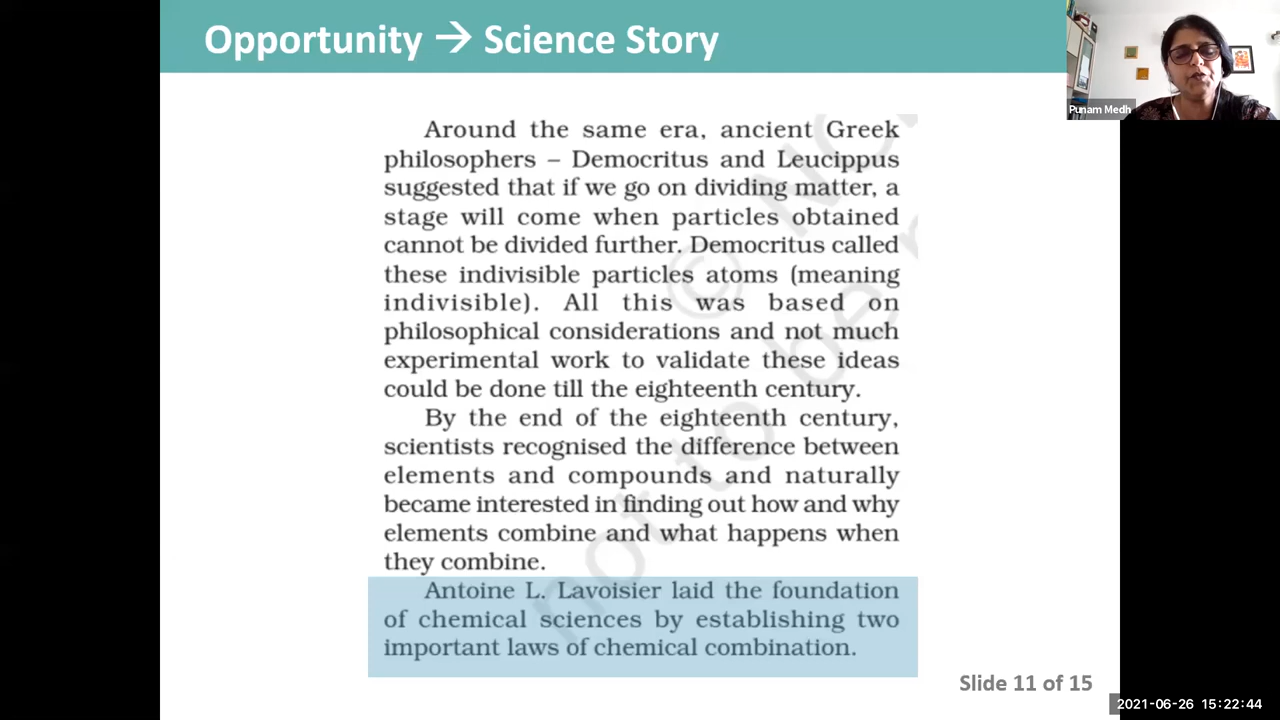 Opportunity → Science Story
Punam Medh
Around the same era, ancient Greek
philosophers – Democritus and Leucippus
suggested that if we go on dividing matter, a
stage will come when particles obtained
cannot be divided further. Democritus called
these indivisible particles atoms (meaning
indivisible). All this was based on
philosophical considerations and not much
experimental work to validate these ideas
could be done till the eighteenth century.
By the end of the eighteenth century,
scientists recognised the difference between
elements and compounds and naturally
became interested in finding out how and why
elements combine and what happens when
they combine.
Antoine L. Lavoisier laid the foundation
of chemical sciences by establishing two
important laws of chemical combination.
not to be
Slide 11 of 15
2021-06-26 15:22:44